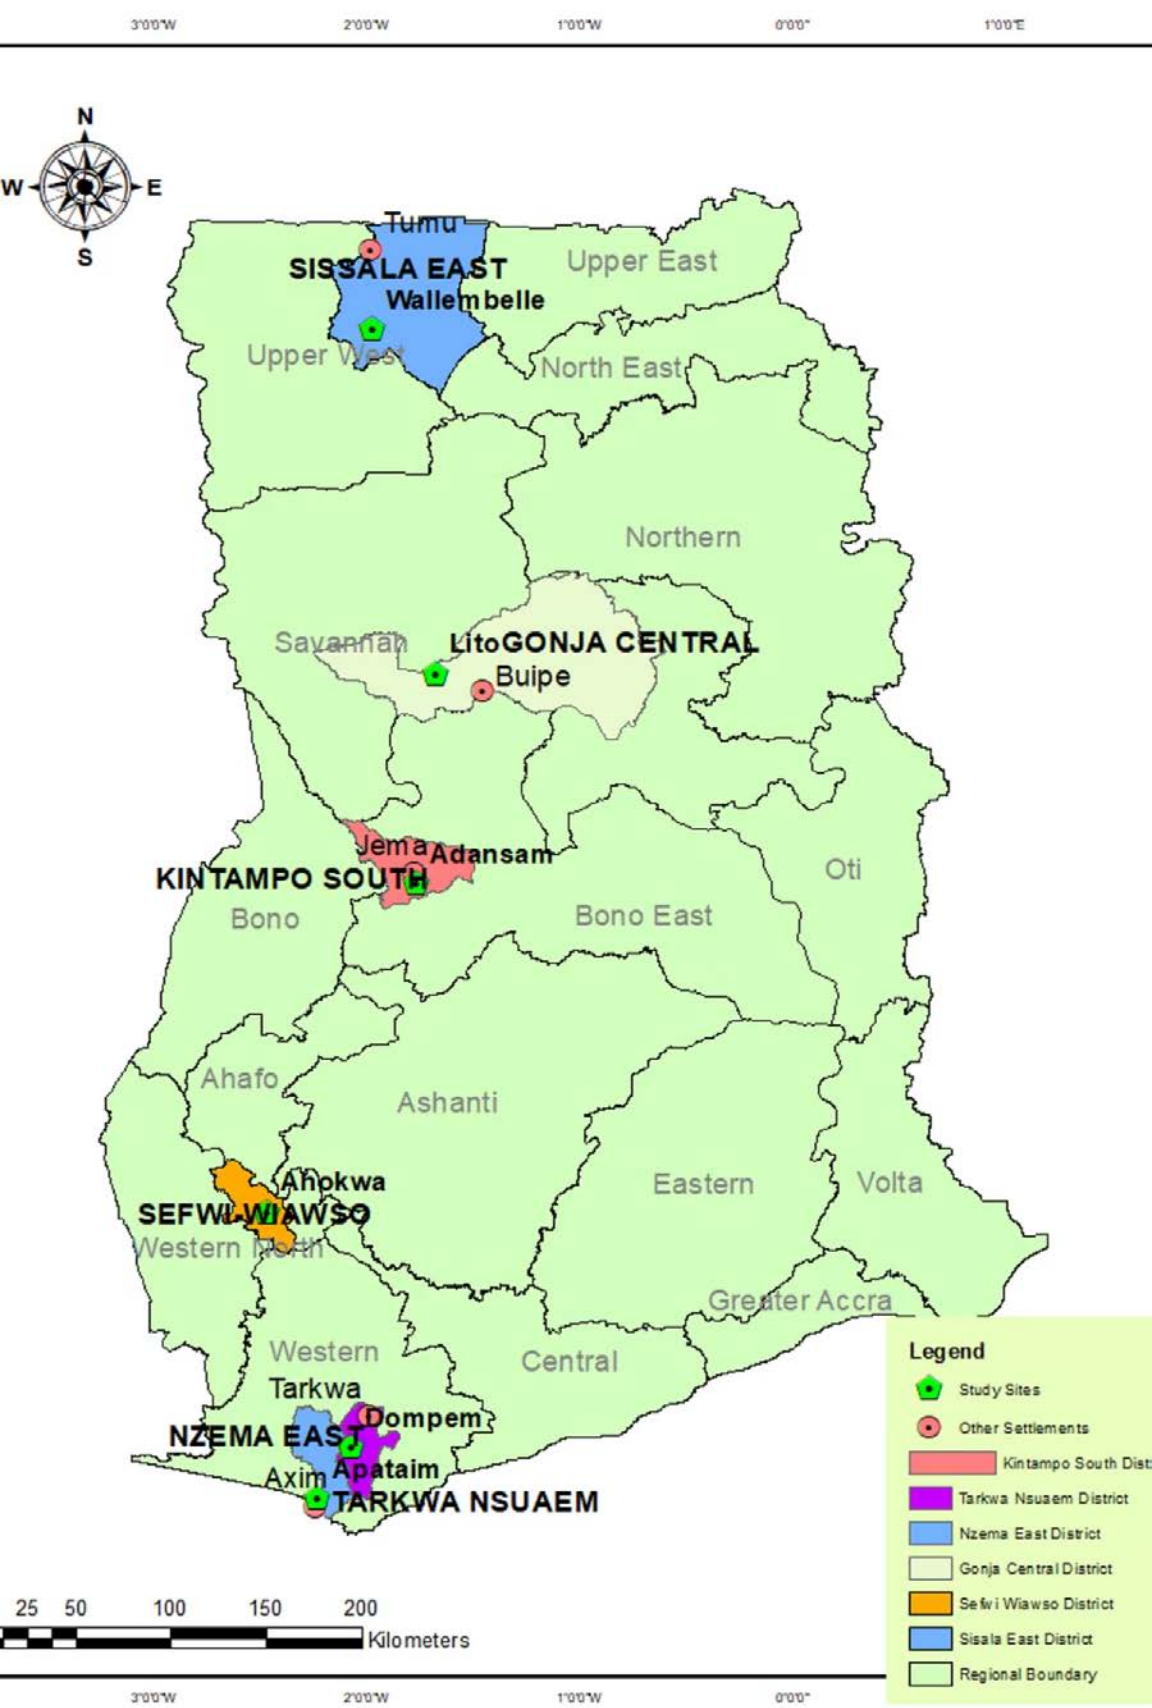 3°0'0"W 2°0'0"W 1°0'0"W 0°0'0" 1°0'0"E
N
W E
S
Tumu
SISSALA EAST
Upper East
Wallembelle
Upper West
North East
Northern
Savannah
Lito GONJA CENTRAL
Buipe
Jema
Adansam
KINTAMPO SOUTH
Oti
Bono
Bono East
Ahafo
Ashanti
Ahokwa
Eastern
Volta
SEFWI-WIAWSO
Western North
Greater Accra
Western
Central
Tarkwa
Dompem
NZEMA EAST
Apataim
Axim
TARKWA NSUAEM
Legend
Study Sites
Other Settlements
Kintampo South Dist
Tarkwa Nsuaem District
Nzema East District
Gonja Central District
Sefwi Wiawso District
Sisala East District
Regional Boundary
25 50 100 150 200
Kilometers
3°0'0"W 2°0'0"W 1°0'0"W 0°0'0"